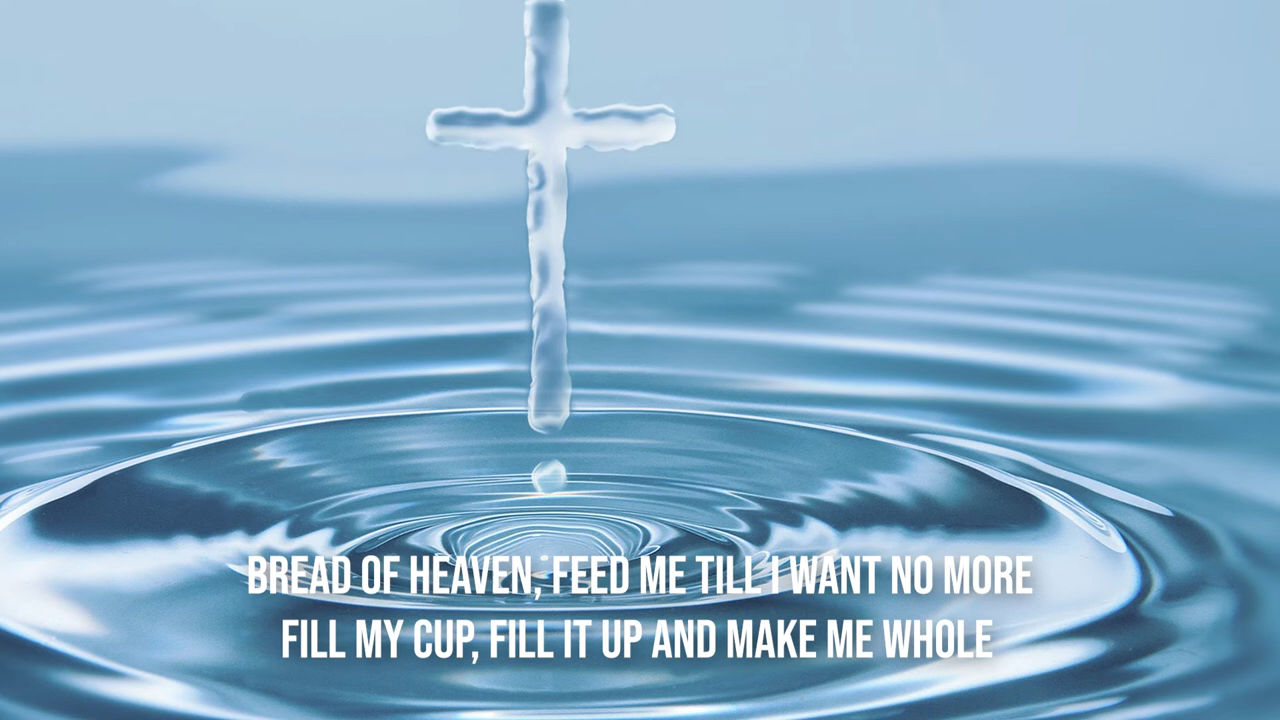 BREAD OF HEAVEN, FEED ME TILL I WANT NO MORE
FILL MY CUP, FILL IT UP AND MAKE ME WHOLE